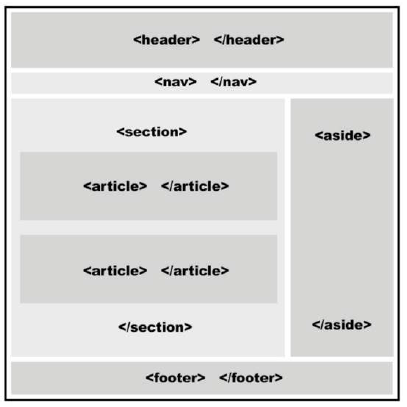 <header> </header>
<nav> </nav>
<section>
<aside>
<article> </article>
<article> </article>
</section>
</aside>
<footer> </footer>